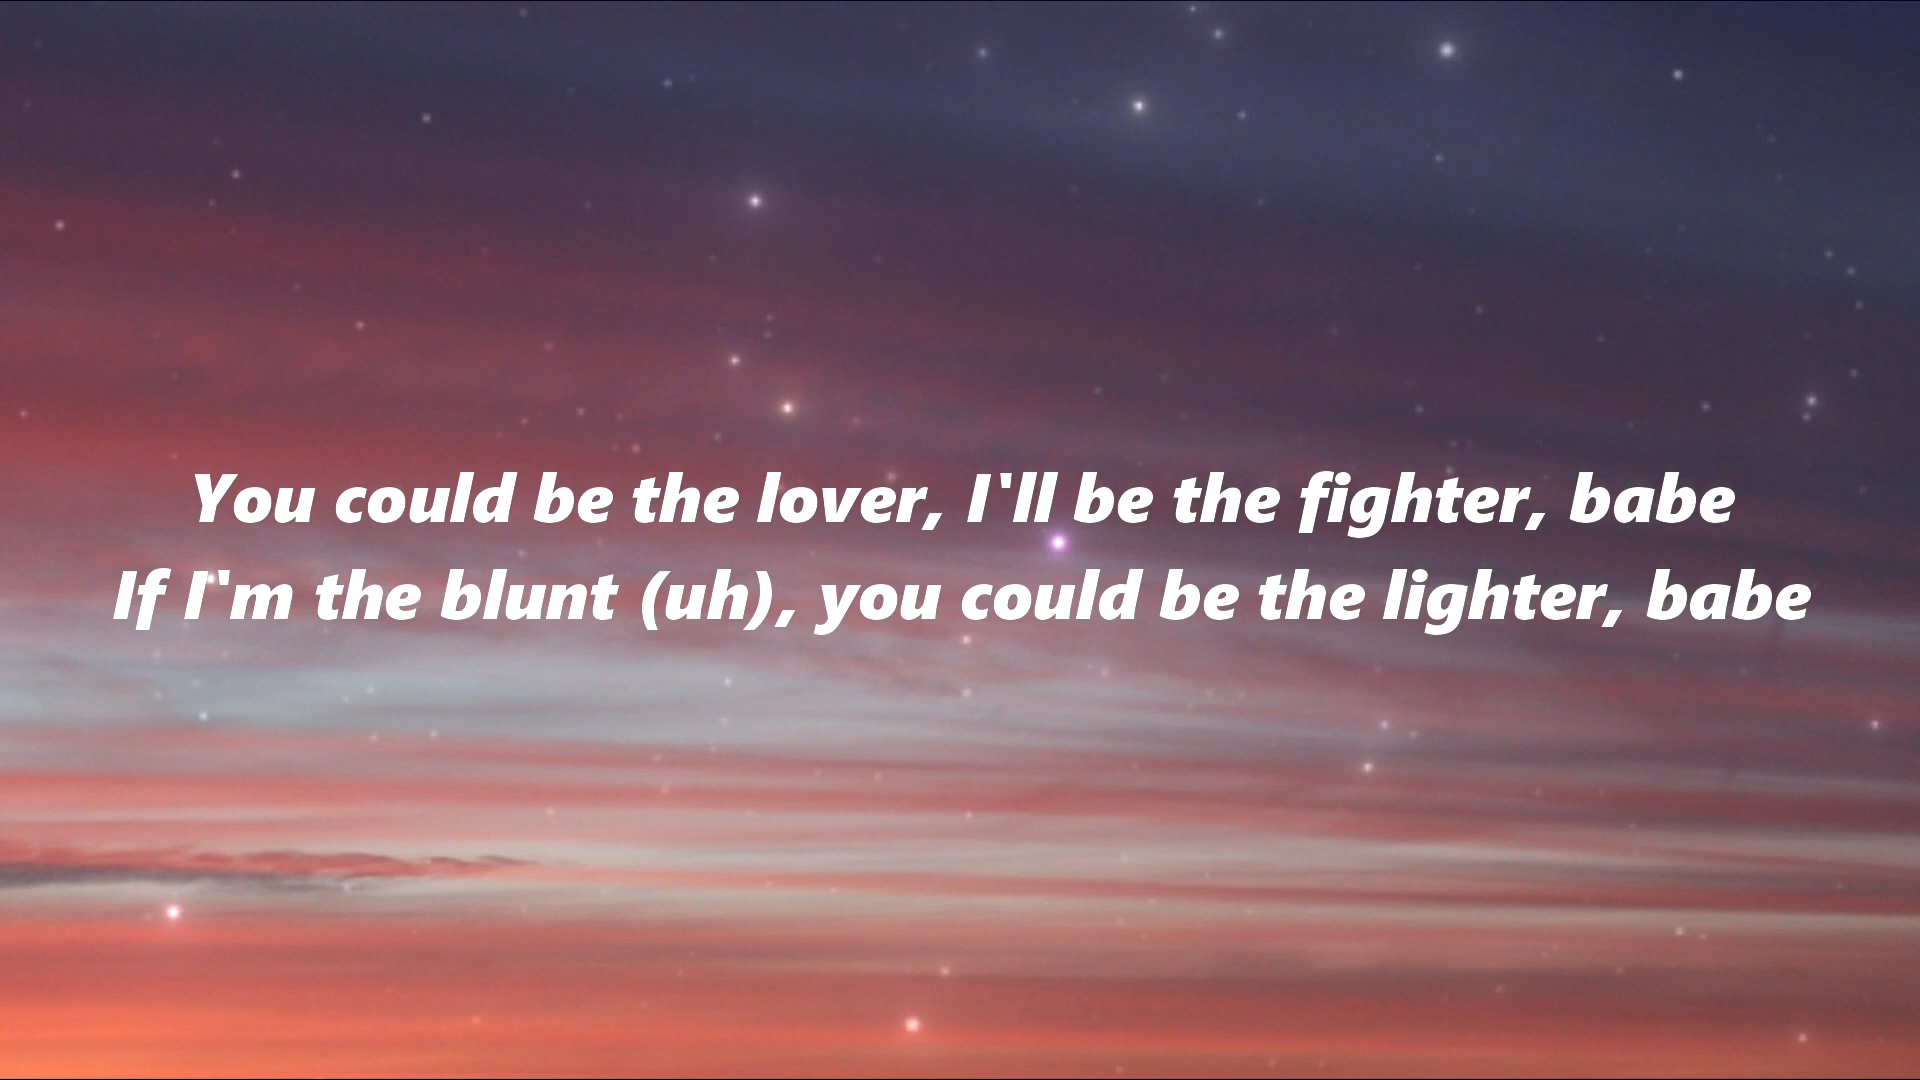 You could be the lover, I'll be the fighter, babe
If I'm the blunt (uh), you could be the lighter, babe